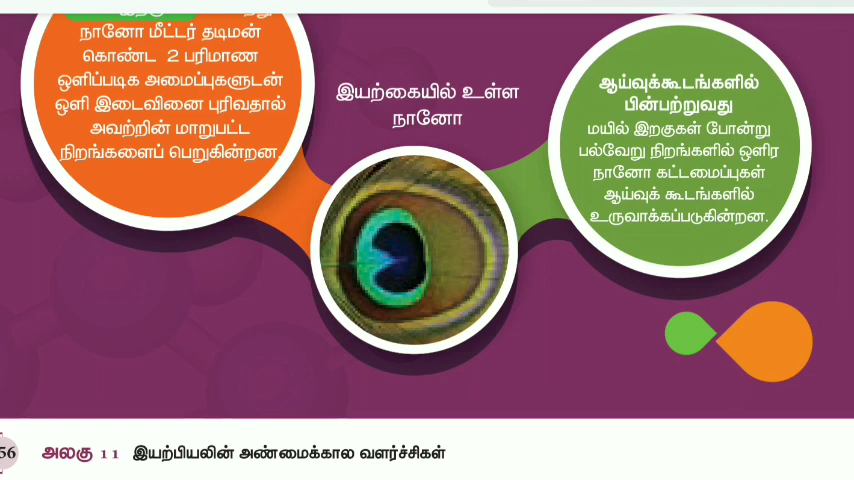 நானோ மீட்டர் தடிமன்
கொண்ட 2 பரிமாண
ஒளிப்படிக அமைப்புகளுடன்
ஒளி இடைவினை புரிவதால்
அவற்றின் மாறுபட்ட
நிறங்களைப் பெறுகின்றன.
இயற்கையில் உள்ள
நானோ
ஆய்வுக்கூடங்களில்
பின்பற்றுவது
மயில் இறகுகள் போன்று
பல்வேறு நிறங்களில் ஒளிர
நானோ கட்டமைப்புகள்
ஆய்வுக் கூடங்களில்
உருவாக்கப்படுகின்றன.
56 அலகு 11 இயற்பியலின் அண்மைக்கால வளர்ச்சிகள்